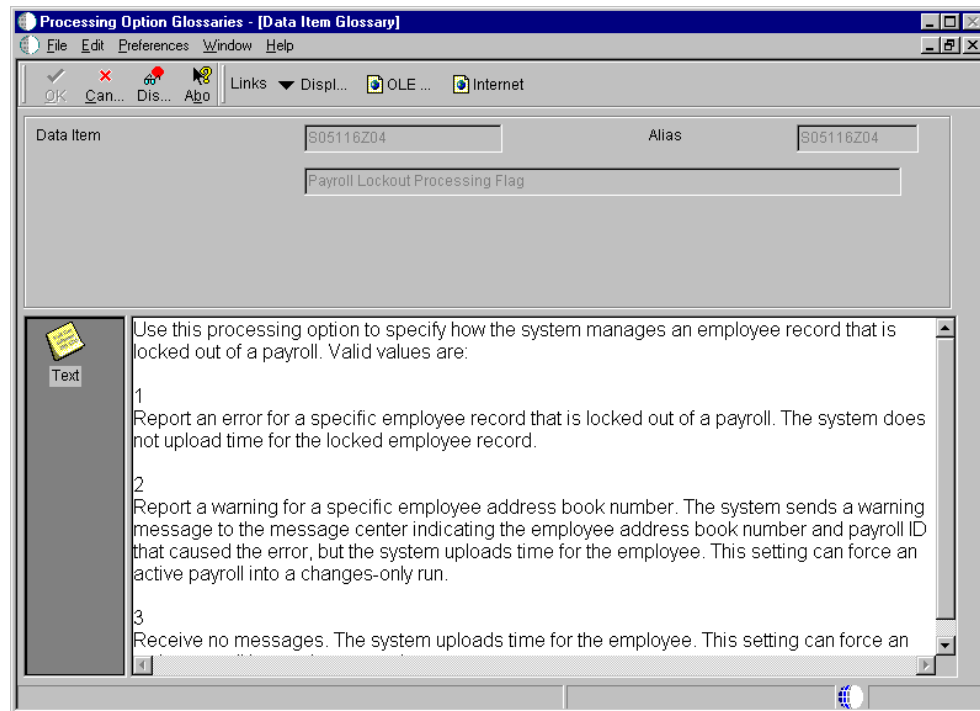 Processing Option Glossaries - [Data Item Glossary]
File Edit Preferences Window Help
OK Can... Dis... Abo Links Displ... OLE ... Internet
Data Item S05116Z04 Alias S05116Z04
Payroll Lockout Processing Flag
Text
Use this processing option to specify how the system manages an employee record that is
locked out of a payroll. Valid values are:
1
Report an error for a specific employee record that is locked out of a payroll. The system does
not upload time for the locked employee record.
2
Report a warning for a specific employee address book number. The system sends a warning
message to the message center indicating the employee address book number and payroll ID
that caused the error, but the system uploads time for the employee. This setting can force an
active payroll into a changes-only run.
3
Receive no messages. The system uploads time for the employee. This setting can force an